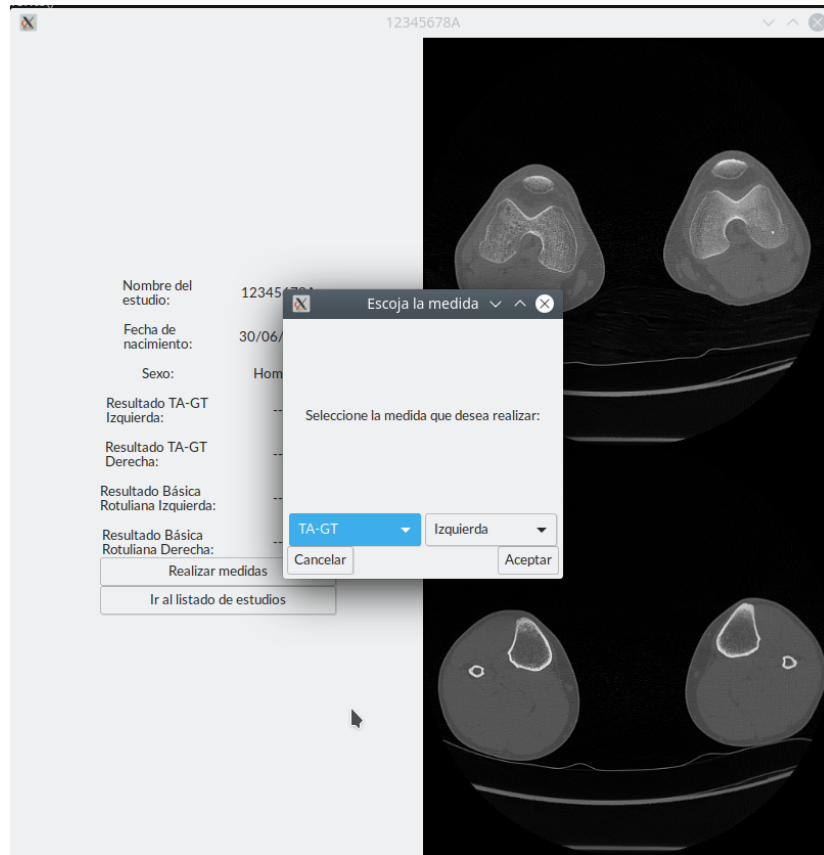 12345678A
Nombre del
estudio:
12345678A
Fecha de
nacimiento:
30/06/
Sexo:
Hom
Resultado TA-GT
Izquierda:
--
Resultado TA-GT
Derecha:
--
Resultado Básica
Rotuliana Izquierda:
--
Resultado Básica
Rotuliana Derecha:
--
Realizar medidas
Ir al listado de estudios
Escoja la medida
Seleccione la medida que desea realizar:
TA-GT
Izquierda
Cancelar
Aceptar